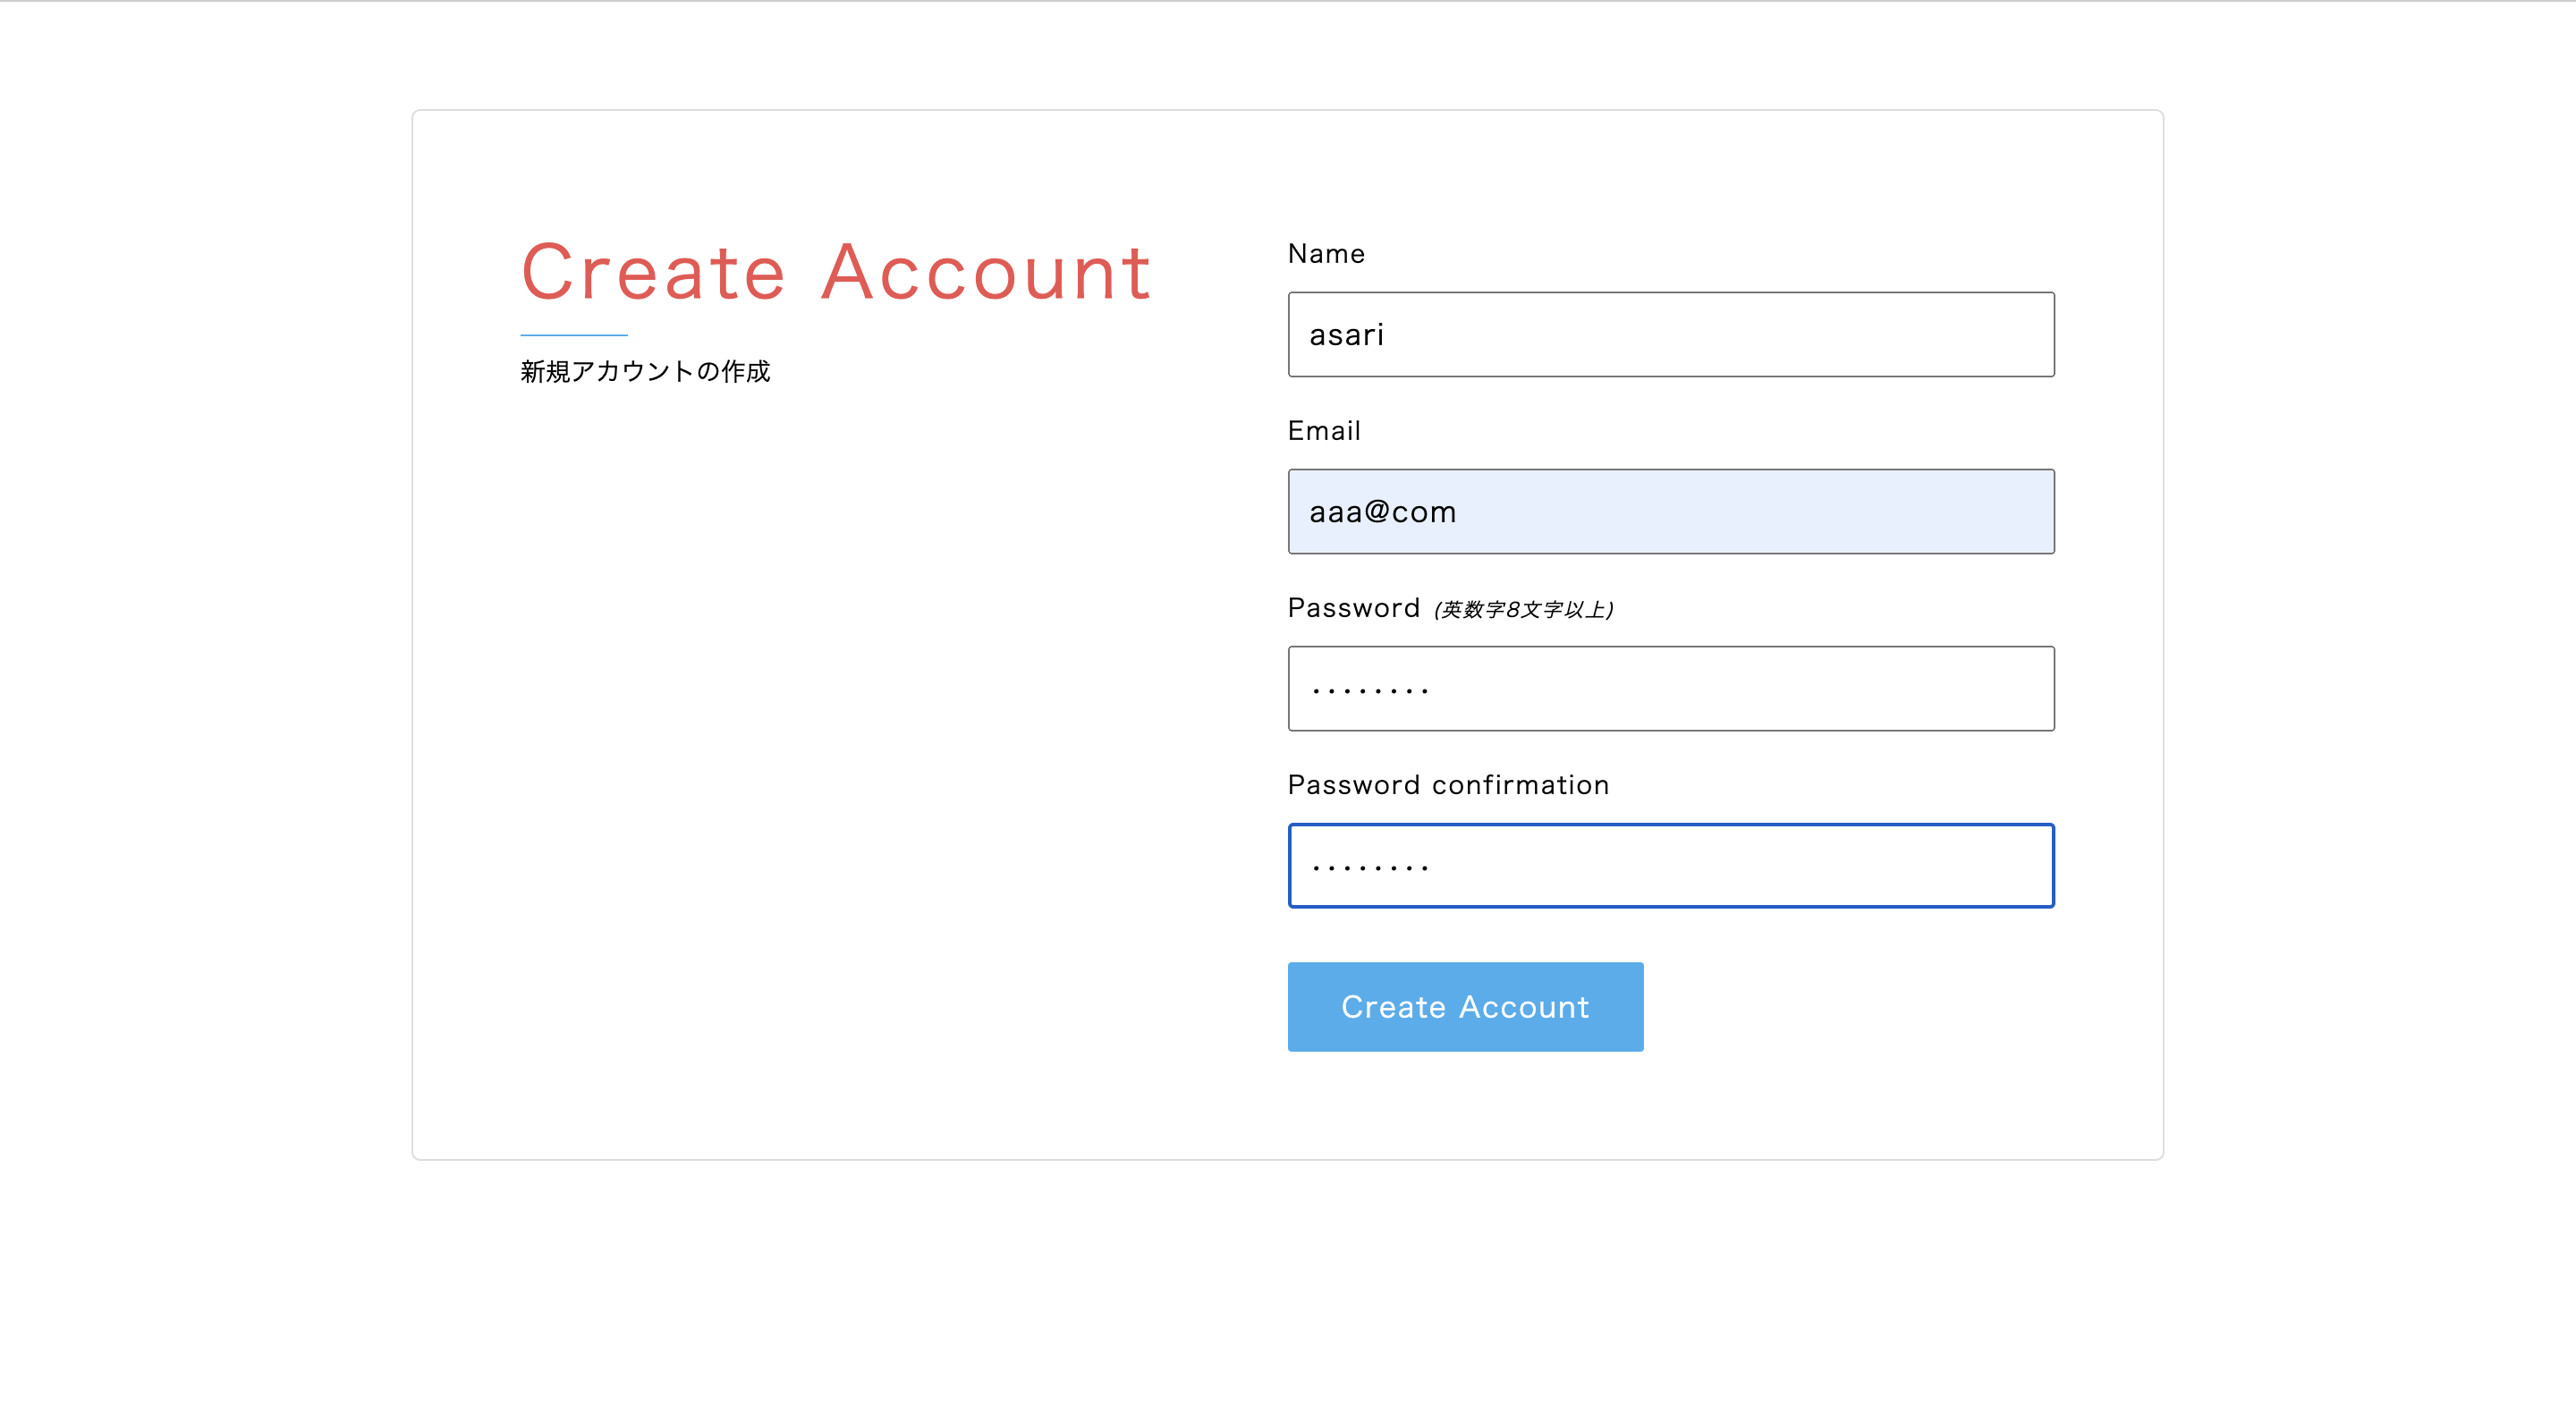 Create Account
新規アカウントの作成
Name
asari
Email
aaa@com
Password (英数字8文字以上)
········
Password confirmation
········
Create Account